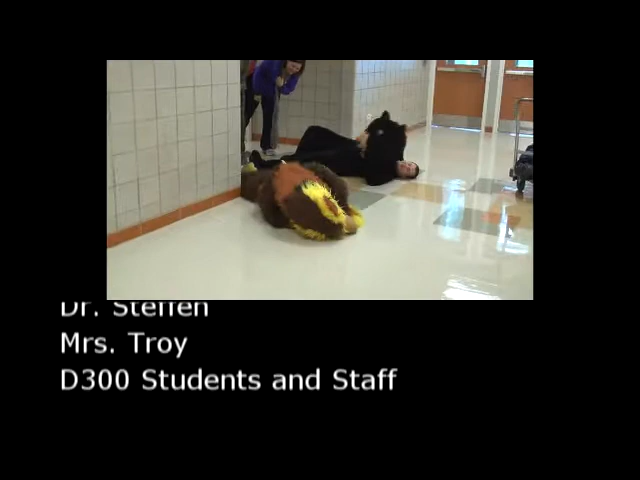 Dr. Steffen
Mrs. Troy
D300 Students and Staff